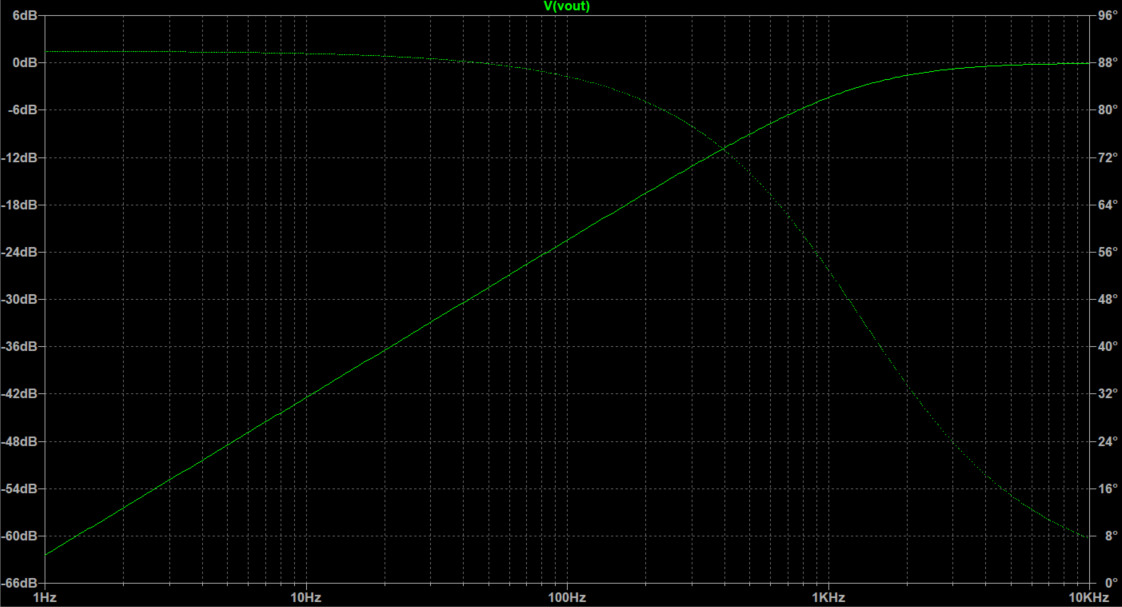 V(vout)
6dB
0dB
-6dB
-12dB
-18dB
-24dB
-30dB
-36dB
-42dB
-48dB
-54dB
-60dB
-66dB
96°
88°
80°
72°
64°
56°
48°
40°
32°
24°
16°
8°
0°
1Hz 10Hz 100Hz 1KHz 10KHz